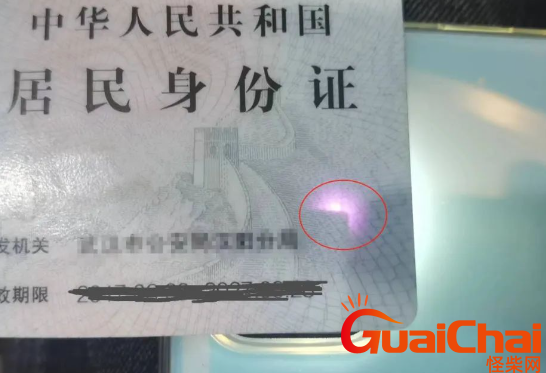 中华人民共和国
居民身份证
发机关
效期限
GuaiChai
怪柴网